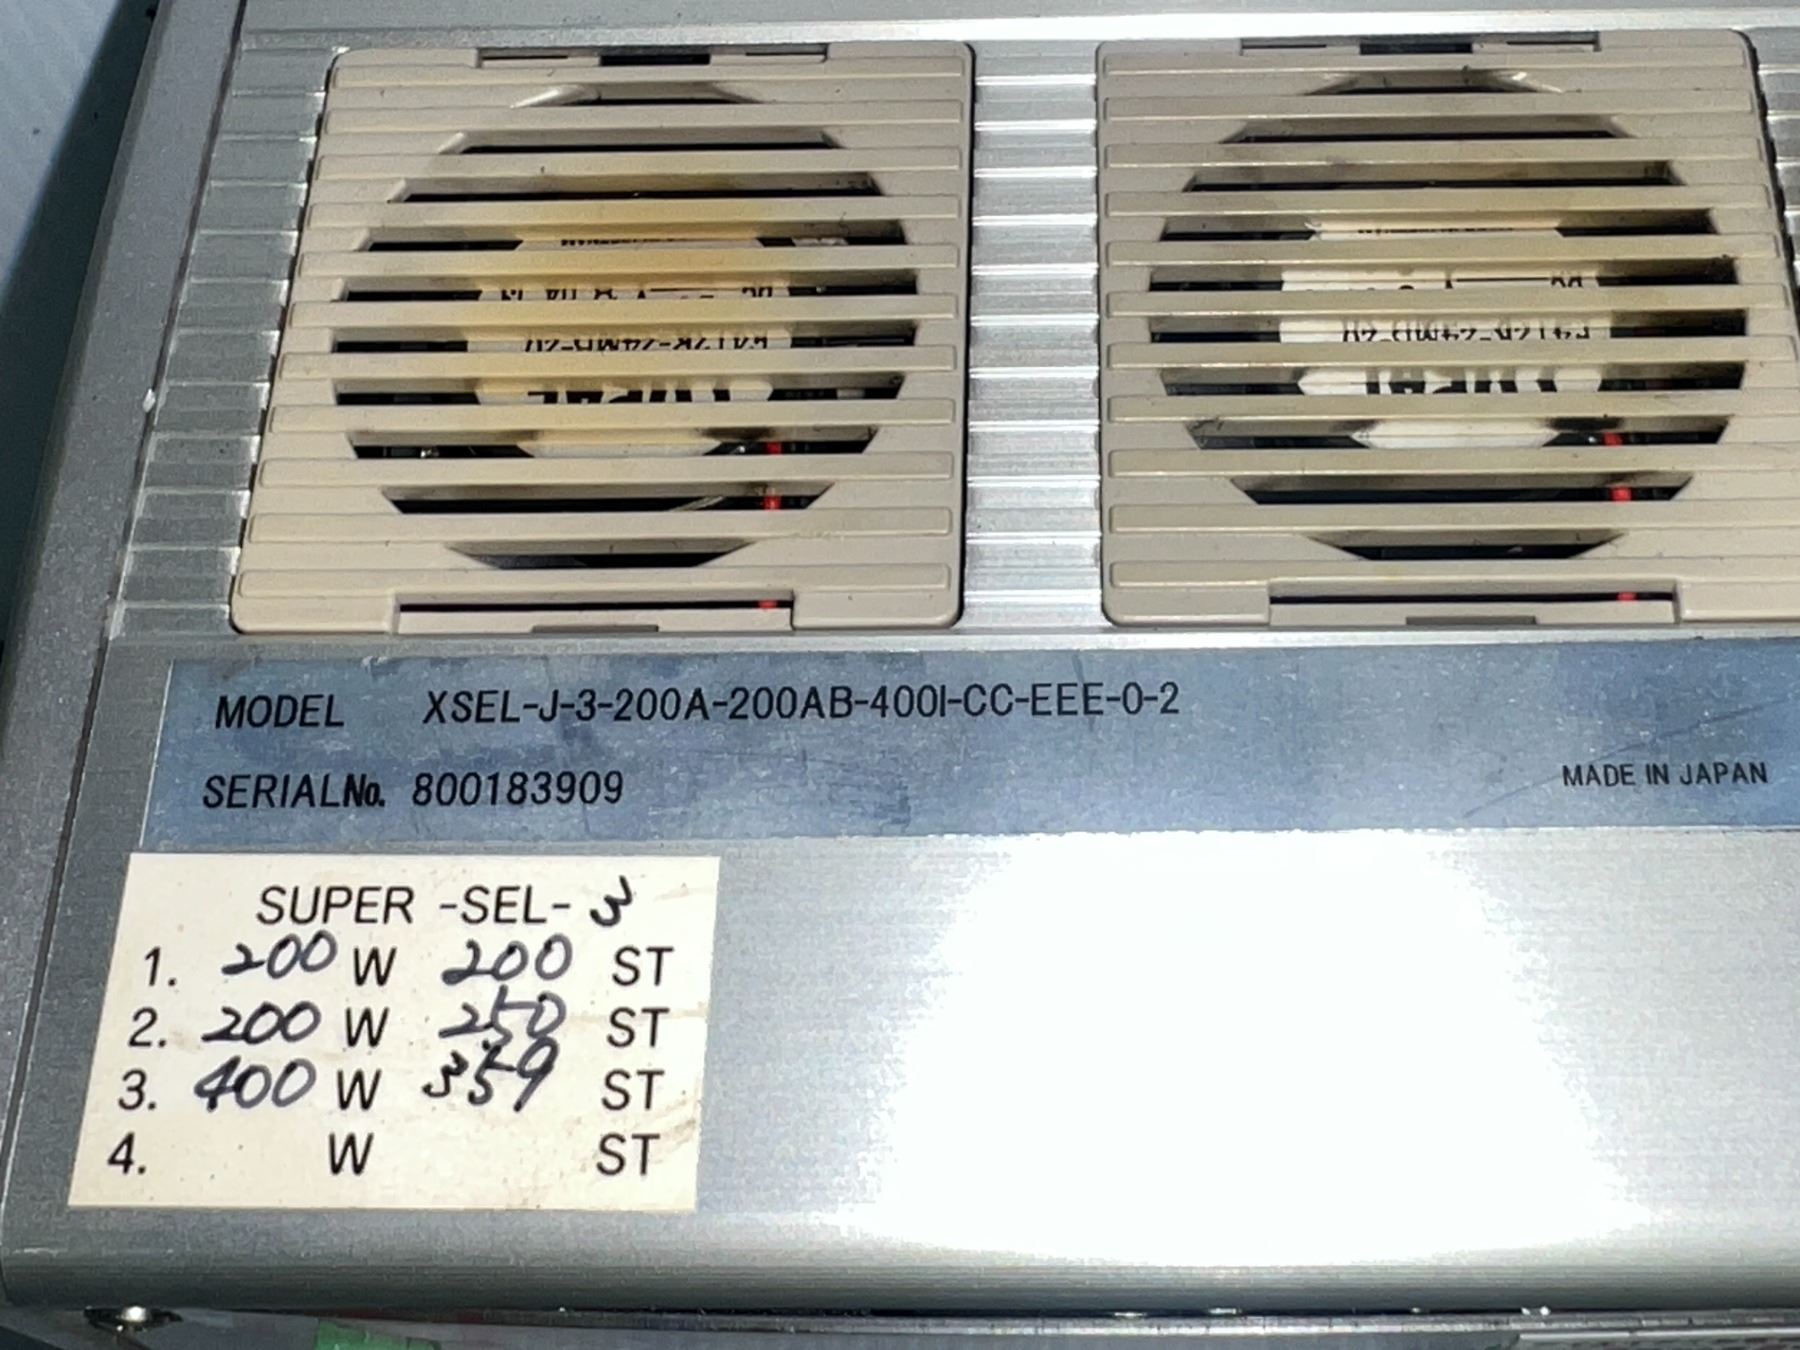 MODEL XSEL-J-3-200A-200AB-400I-CC-EEE-0-2
SERIALNo. 800183909
MADE IN JAPAN
SUPER -SEL- 3
1. 200 W 200 ST
2. 200 W 250 ST
3. 400 W 359 ST
4. W ST